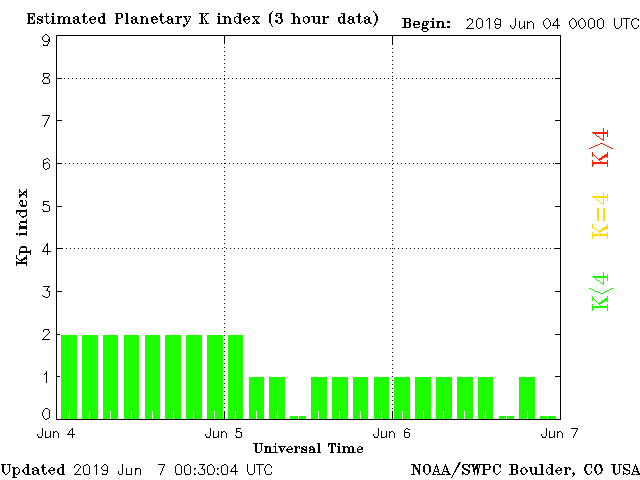 Estimated Planetary K index (3 hour data) Begin: 2019 Jun 04 0000 UTC
9
8
7
6
5
4
3
2
1
0
Kp index
K>4
K=4
K<4
Jun 4 Jun 5 Jun 6 Jun 7
Universal Time
Updated 2019 Jun 7 00:30:04 UTC NOAA/SWPC Boulder, CO USA